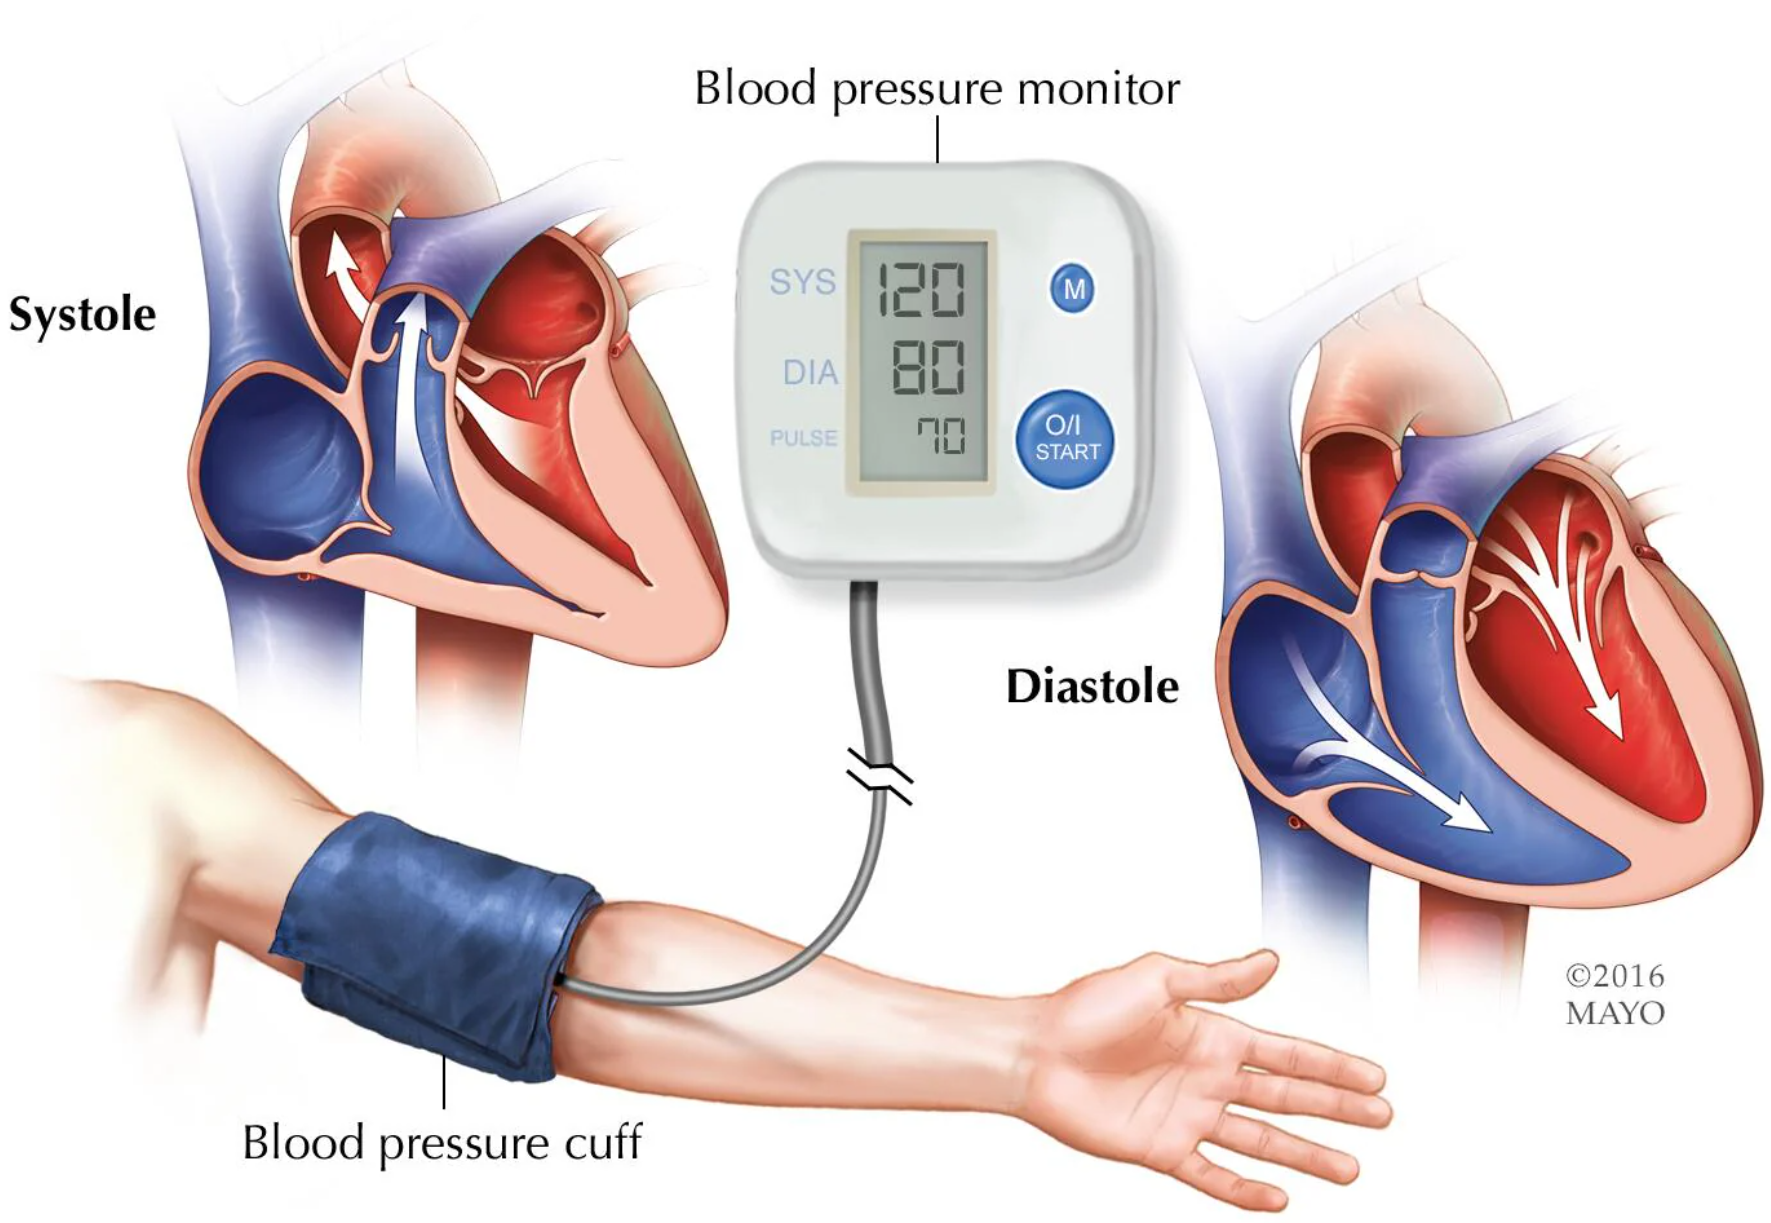 Blood pressure monitor
Systole
SYS 120
DIA 80
PULSE 70
M
O/I
START
Diastole
Blood pressure cuff
©2016
MAYO